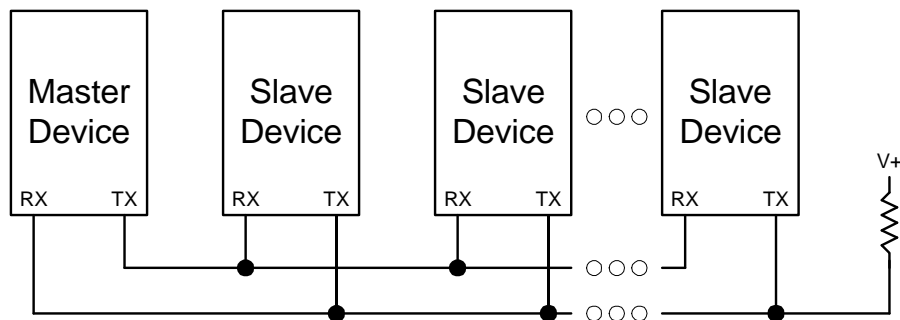 Master
Device
Slave
Device
Slave
Device
Slave
Device
V+
RX TX
RX TX
RX TX
RX TX